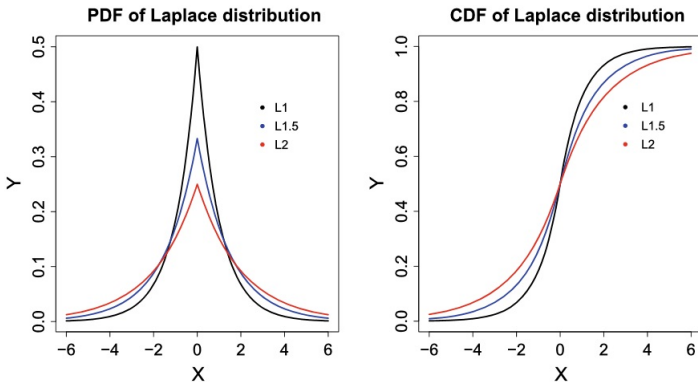 PDF of Laplace distribution
0.5
0.4
0.3
0.2
0.1
0.0
Y
L1
L1.5
L2
−6 −4 −2 0 2 4 6
X
CDF of Laplace distribution
1.0
0.8
0.6
0.4
0.2
0.0
Y
L1
L1.5
L2
−6 −4 −2 0 2 4 6
X